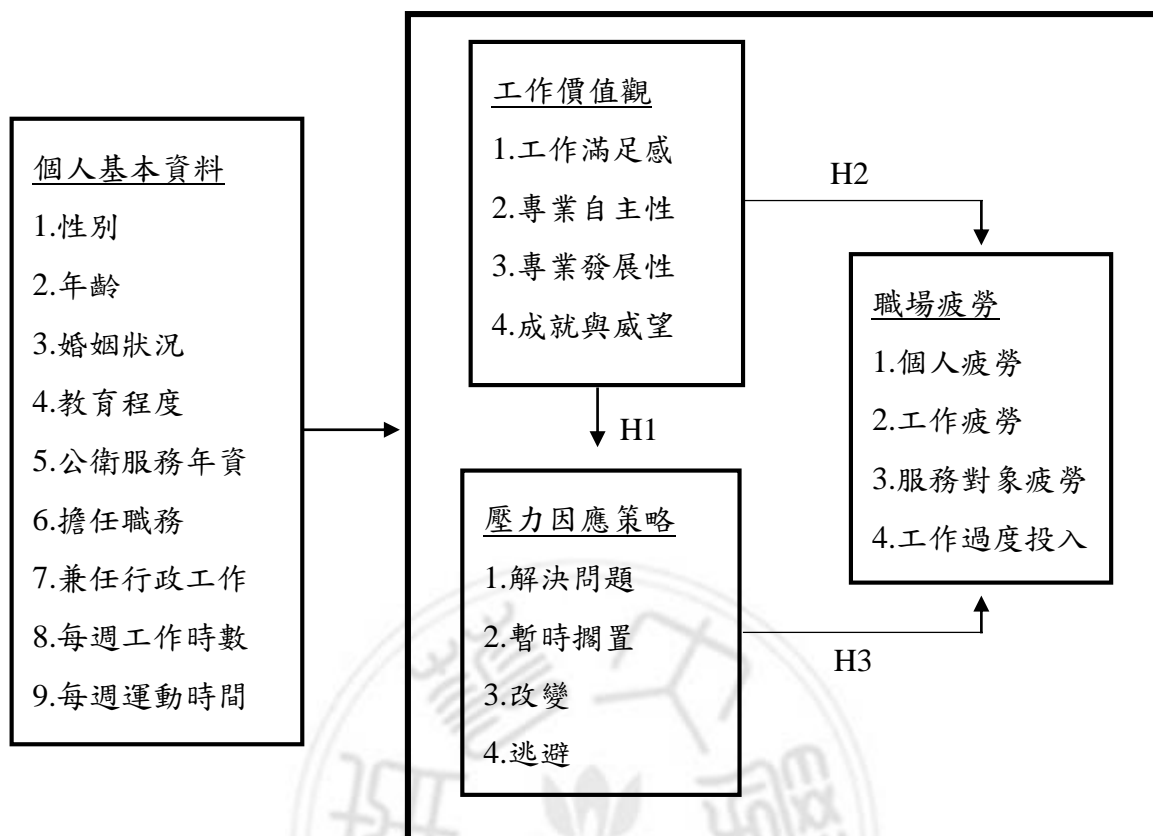 個人基本資料
1.性別
2.年齡
3.婚姻狀況
4.教育程度
5.公衛服務年資
6.擔任職務
7.兼任行政工作
8.每週工作時數
9.每週運動時間
工作價值觀
1.工作滿足感
2.專業自主性
3.專業發展性
4.成就與威望
H1
壓力因應策略
1.解決問題
2.暫時擱置
3.改變
4.逃避
H2
職場疲勞
1.個人疲勞
2.工作疲勞
3.服務對象疲勞
4.工作過度投入
H3